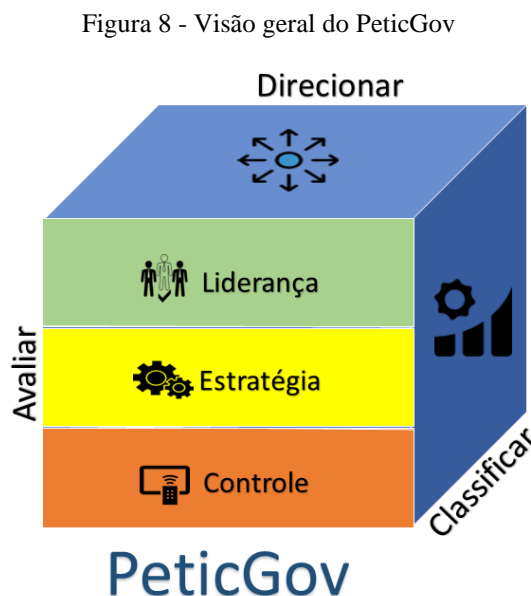 Figura 8 - Visão geral do PeticGov
Direcionar
Liderança
Avaliar
Estratégia
Controle
Classificar
PeticGov